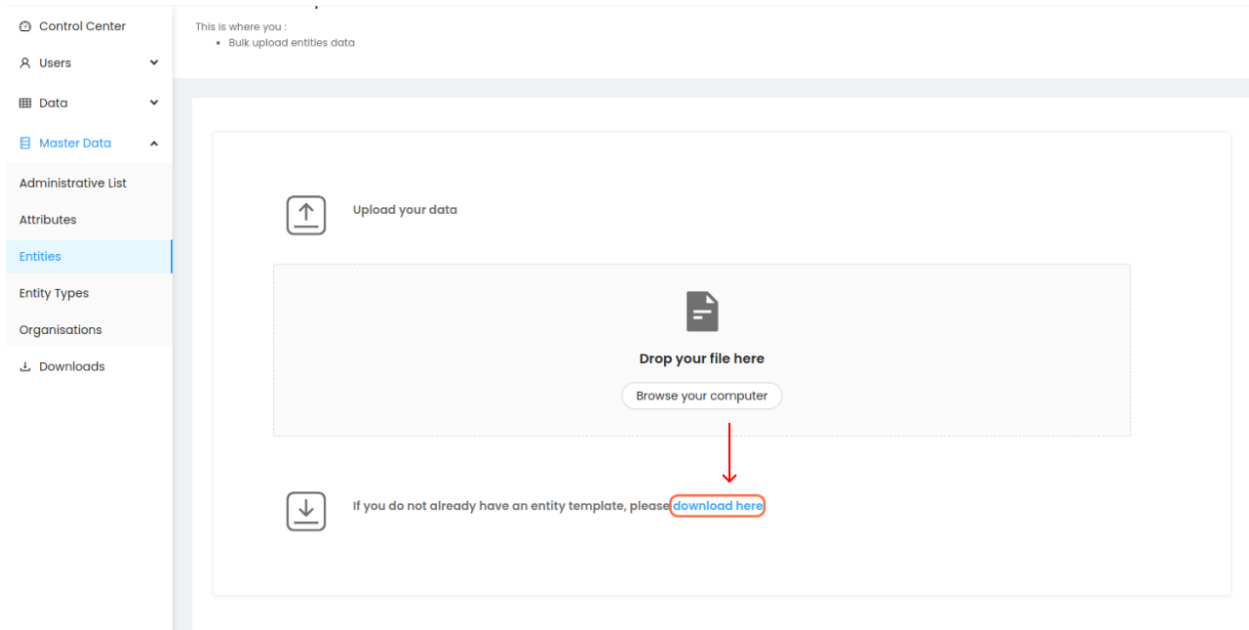 Control Center
Users
Data
Master Data
Administrative List
Attributes
Entities
Entity Types
Organisations
Downloads
This is where you :
• Bulk upload entities data
Upload your data
Drop your file here
Browse your computer
If you do not already have an entity template, please download here